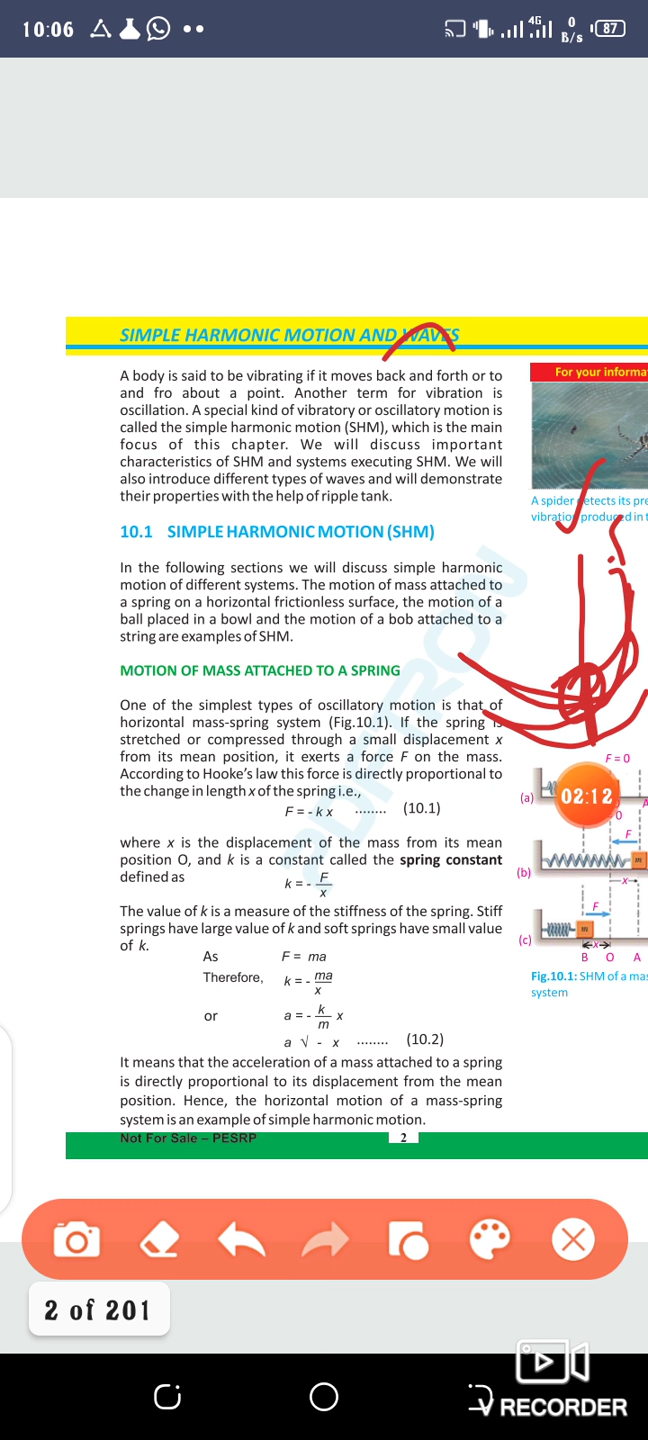 10:06
4G
0
B/s
87
SIMPLE HARMONIC MOTION AND WAVES
A body is said to be vibrating if it moves back and forth or to
and fro about a point. Another term for vibration is
oscillation. A special kind of vibratory or oscillatory motion is
called the simple harmonic motion (SHM), which is the main
focus of this chapter. We will discuss important
characteristics of SHM and systems executing SHM. We will
also introduce different types of waves and will demonstrate
their properties with the help of ripple tank.
For your informa
A spider detects its pre
vibration produced in t
10.1 SIMPLE HARMONIC MOTION (SHM)
In the following sections we will discuss simple harmonic
motion of different systems. The motion of mass attached to
a spring on a horizontal frictionless surface, the motion of a
ball placed in a bowl and the motion of a bob attached to a
string are examples of SHM.
MOTION OF MASS ATTACHED TO A SPRING
One of the simplest types of oscillatory motion is that of
horizontal mass-spring system (Fig.10.1). If the spring is
stretched or compressed through a small displacement x
from its mean position, it exerts a force F on the mass.
According to Hooke's law this force is directly proportional to
the change in length x of the spring i.e.,
F = - k x ........ (10.1)
where x is the displacement of the mass from its mean
position O, and k is a constant called the spring constant
defined as
k = - F/x
The value of k is a measure of the stiffness of the spring. Stiff
springs have large value of k and soft springs have small value
of k.
As F = ma
Therefore, k = - ma/x
or a = - k/m x
a √ - x ........ (10.2)
It means that the acceleration of a mass attached to a spring
is directly proportional to its displacement from the mean
position. Hence, the horizontal motion of a mass-spring
system is an example of simple harmonic motion.
F = 0
(a)
02:12
O
A
F
(b)
m
x
F
(c)
m
x
B O A
Fig.10.1: SHM of a mas
system
PDFTRON
Not For Sale – PESRP
2
2 of 201
V RECORDER